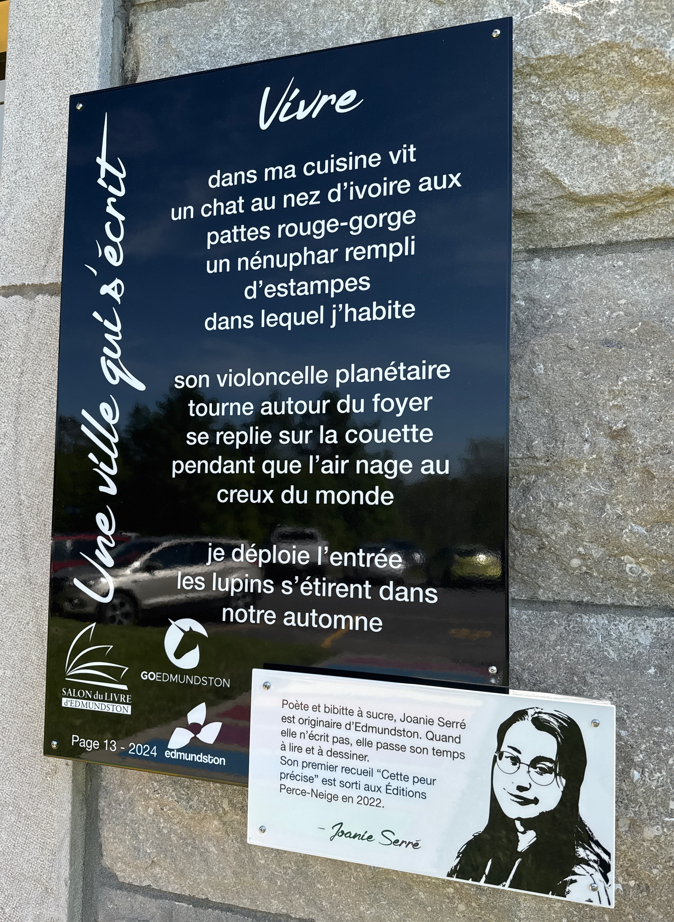 Vivre
Une ville qui s'écrit
dans ma cuisine vit
un chat au nez d'ivoire aux
pattes rouge-gorge
un nénuphar rempli
d'estampes
dans lequel j'habite
son violoncelle planétaire
tourne autour du foyer
se replie sur la couette
pendant que l'air nage au
creux du monde
je déploie l'entrée
les lupins s'étirent dans
notre automne
SALON du LIVRE
d'EDMUNDSTON
GOEDMUNDSTON
Page 13 - 2024
edmundston
Poète et bibitte à sucre, Joanie Serré
est originaire d'Edmundston. Quand
elle n'écrit pas, elle passe son temps
à lire et à dessiner.
Son premier recueil "Cette peur
précise" est sorti aux Éditions
Perce-Neige en 2022.
- Joanie Serré